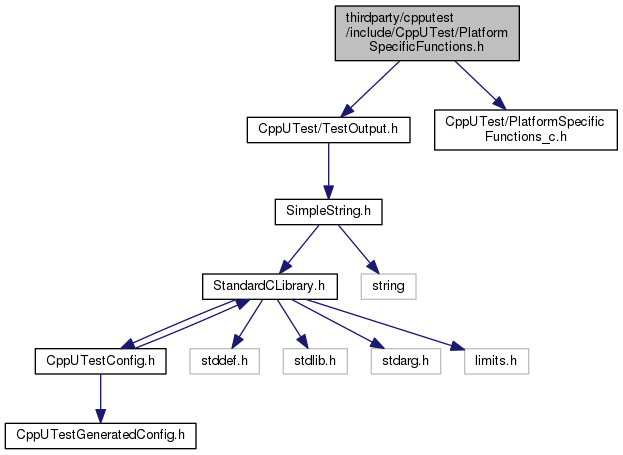 thirdparty/cpputest
/include/CppUTest/Platform
SpecificFunctions.h
CppUTest/TestOutput.h
CppUTest/PlatformSpecific
Functions_c.h
SimpleString.h
StandardCLibrary.h
string
CppUTestConfig.h
stddef.h
stdlib.h
stdarg.h
limits.h
CppUTestGeneratedConfig.h